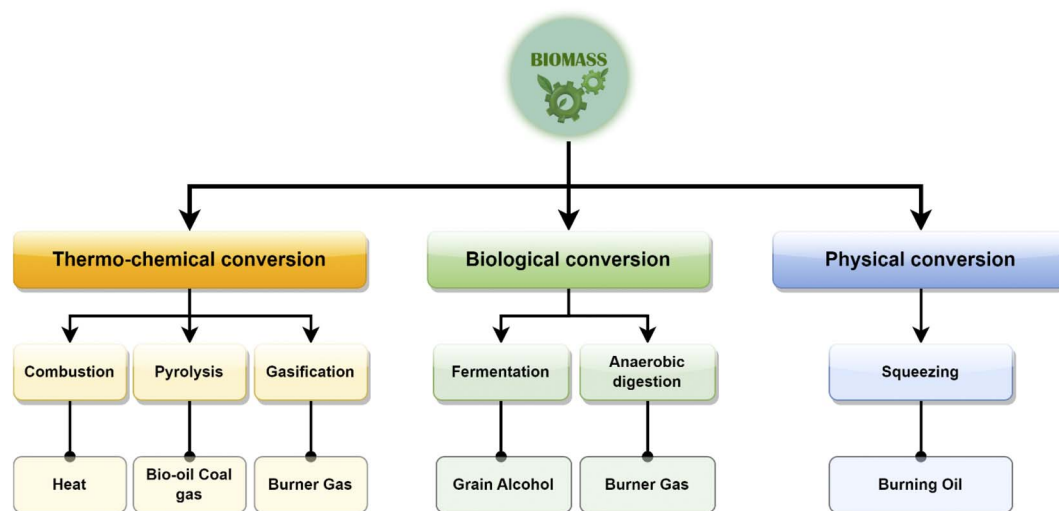 BIOMASS
Thermo-chemical conversion
Biological conversion
Physical conversion
Combustion
Pyrolysis
Gasification
Fermentation
Anaerobic
digestion
Squeezing
Heat
Bio-oil Coal
gas
Burner Gas
Grain Alcohol
Burner Gas
Burning Oil